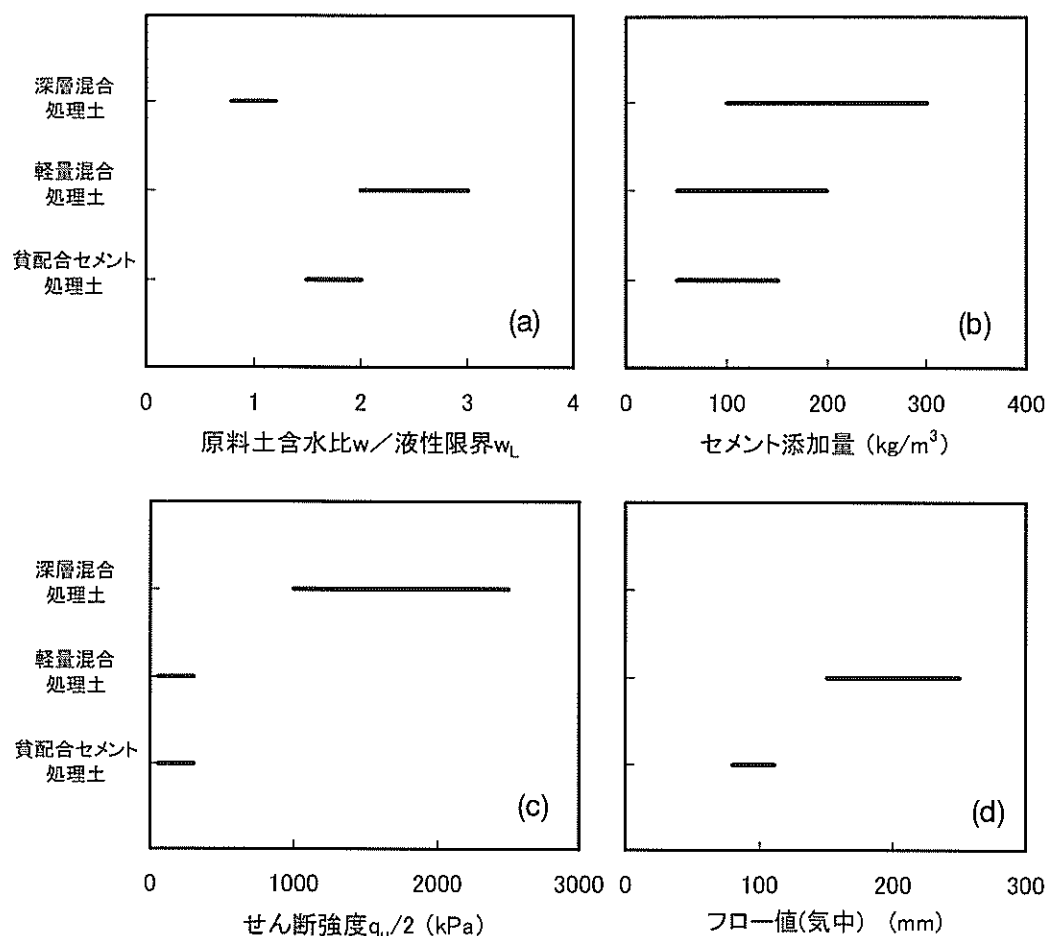 深層混合
処理土
軽量混合
処理土
貧配合セメント
処理土
(a)
0 1 2 3 4
原料土含水比w/液性限界wL
(b)
0 100 200 300 400
セメント添加量 (kg/m³)
深層混合
処理土
軽量混合
処理土
貧配合セメント
処理土
(c)
0 1000 2000 3000
せん断強度qu/2 (kPa)
(d)
0 100 200 300
フロー値(気中) (mm)